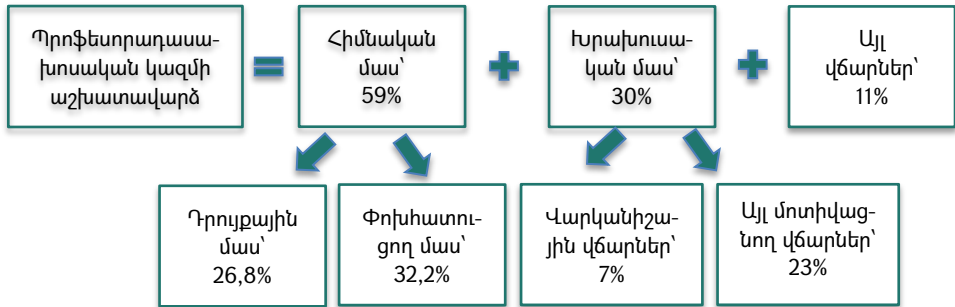 Պրոֆեսորադասա-
խոսական կազմի
աշխատավարձ
=
Հիմնական
մաս՝
59%
+
Խրախուսա-
կան մաս՝
30%
+
Այլ
վճարներ՝
11%
Դրույքային
մաս՝
26,8%
Փոխհատու-
ցող մաս՝
32,2%
Վարկանիշա-
յին վճարներ՝
7%
Այլ մոտիվաց-
նող վճարներ՝
23%